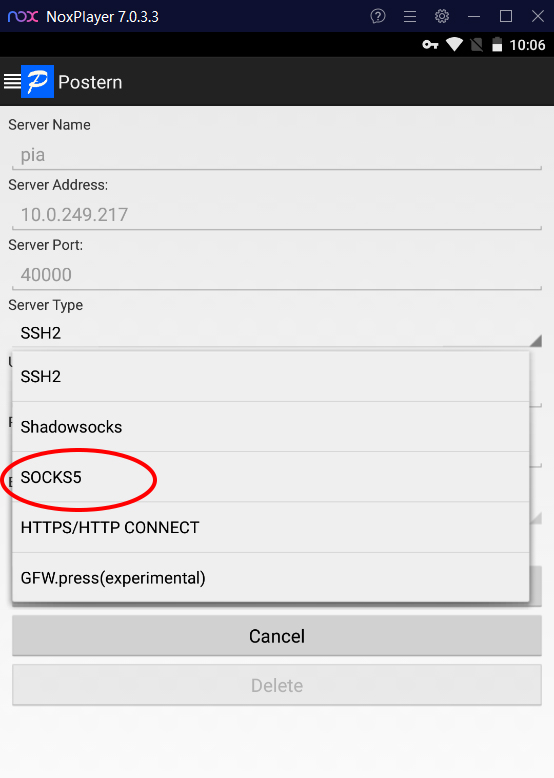 nox NoxPlayer 7.0.3.3
10:06
Postern
Server Name
pia
Server Address:
10.0.249.217
Server Port:
40000
Server Type
SSH2
SSH2
Shadowsocks
SOCKS5
HTTPS/HTTP CONNECT
GFW.press(experimental)
Cancel
Delete